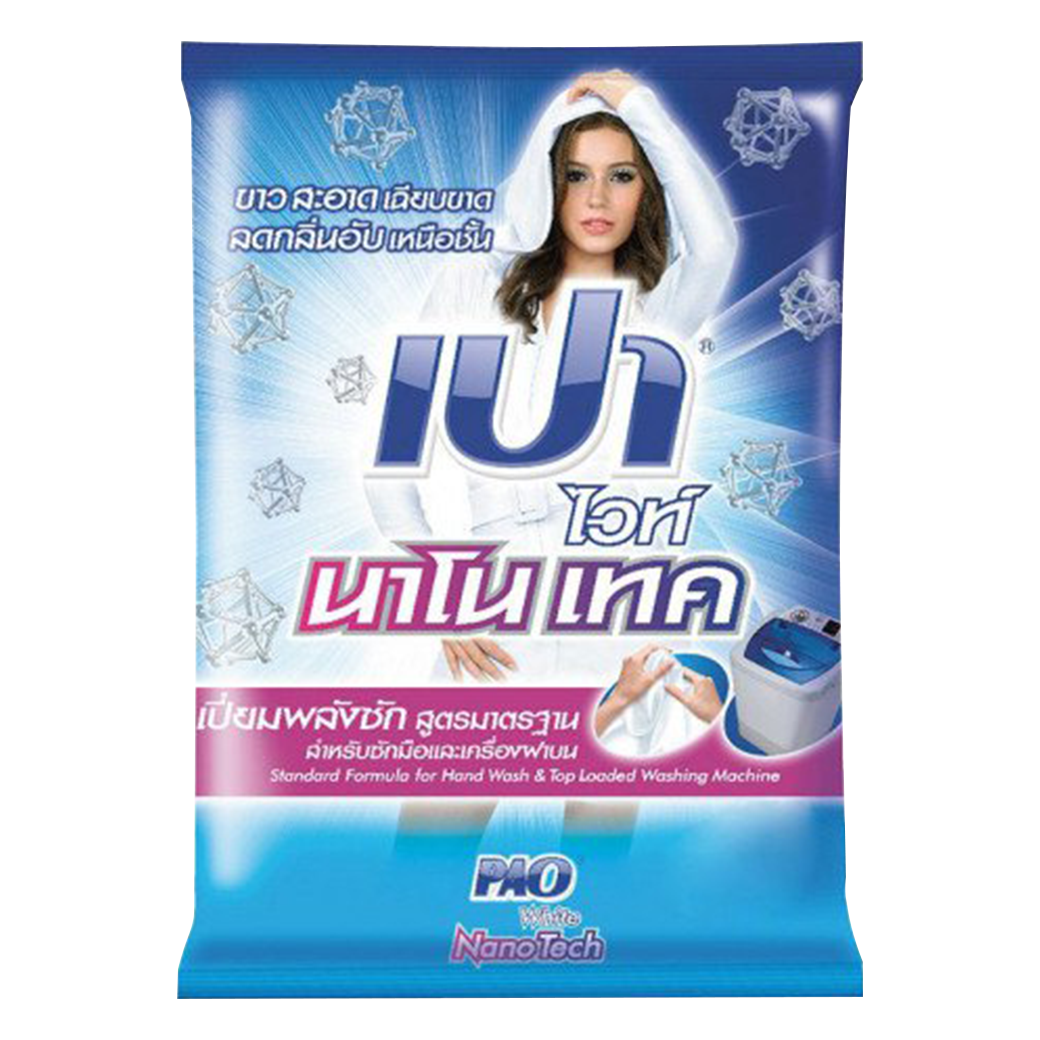 ขาว สะอาด เฉียบขาด
ลดกลิ่นอับ เหนือชั้น
เปา®
ไวท์
นาโน เทค
เปี่ยมพลังซัก สูตรมาตรฐาน
สำหรับซักมือและเครื่องฝาบน
Standard Formula for Hand Wash & Top Loaded Washing Machine
PAO
White
NanoTech